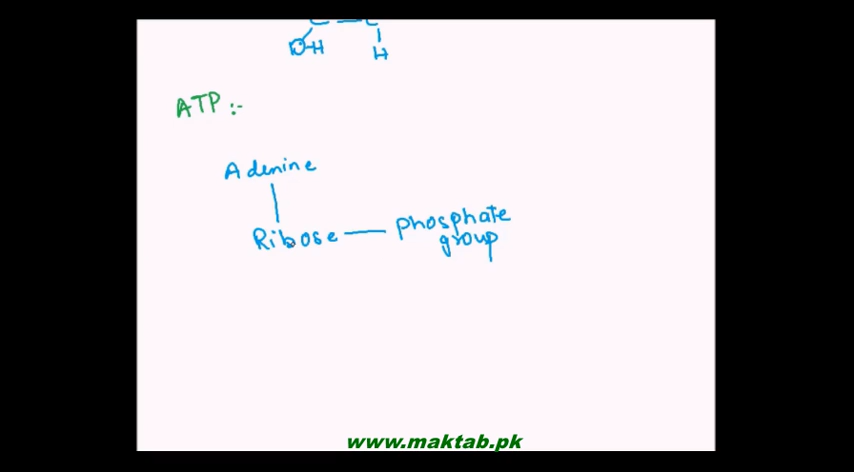 C — C
OH H
ATP :-
Adenine
Ribose — phosphate
group
www.maktab.pk